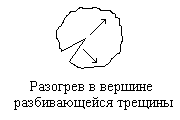 Разогрев в вершине
разбивающейся трещины